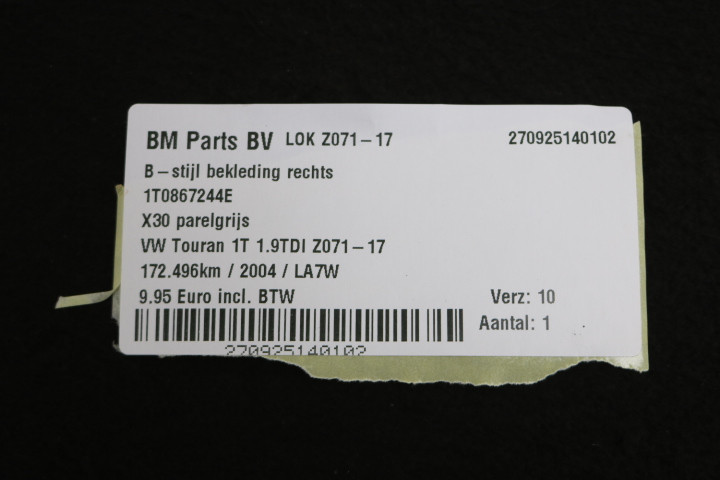 BM Parts BV LOK Z071-17 270925140102
B-stijl bekleding rechts
1T0867244E
X30 parelgrijs
VW Touran 1T 1.9TDI Z071-17
172.496km / 2004 / LA7W
9.95 Euro incl. BTW Verz: 10
Aantal: 1
270925140102